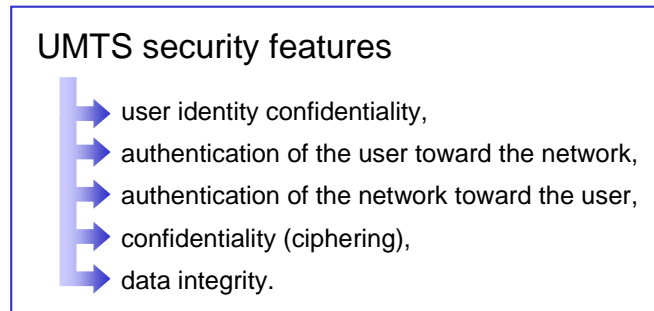 UMTS security features
user identity confidentiality,
authentication of the user toward the network,
authentication of the network toward the user,
confidentiality (ciphering),
data integrity.